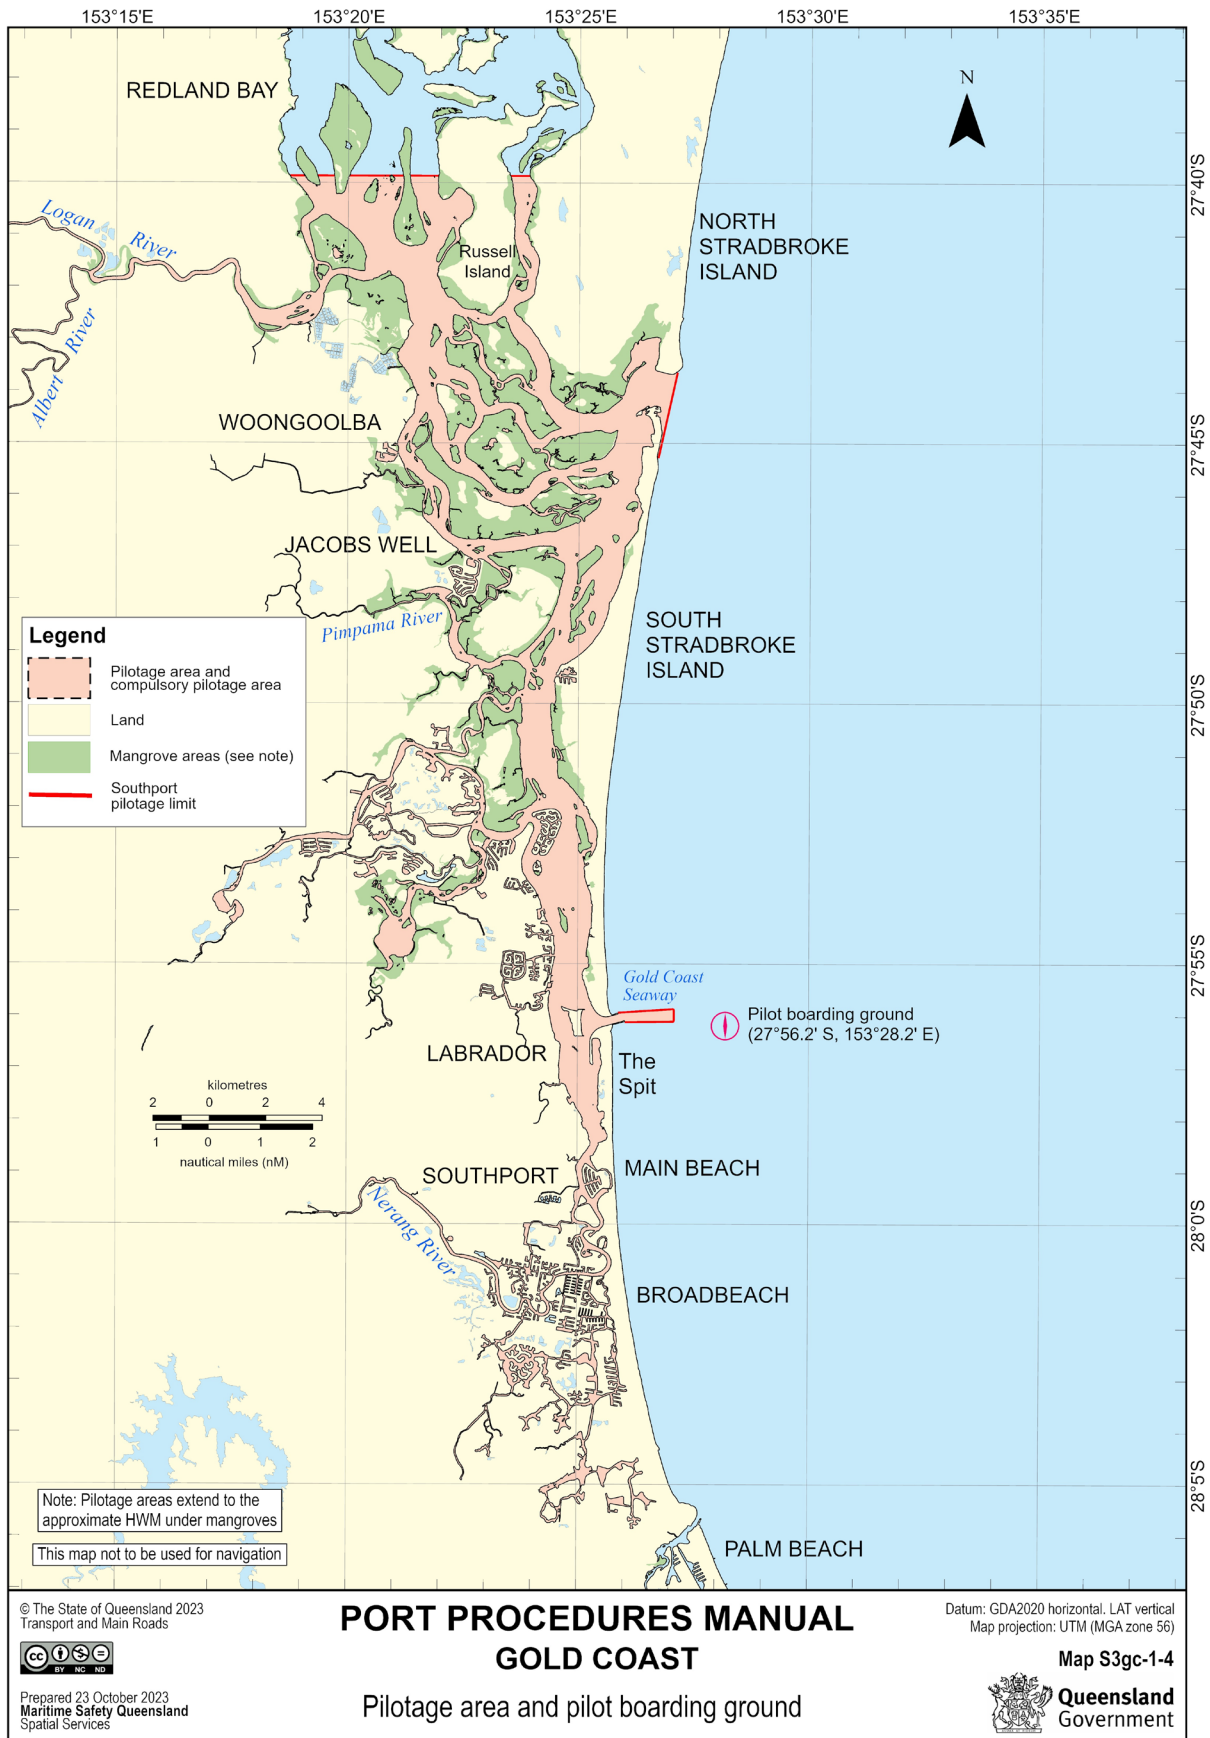 153°15'E 153°20'E 153°25'E 153°30'E 153°35'E
REDLAND BAY
N
27°40'S
Logan
River
NORTH
STRADBROKE
ISLAND
Russell
Island
Albert River
WOONGOOLBA
27°45'S
JACOBS WELL
Pimpama River
SOUTH
STRADBROKE
ISLAND
Legend
Pilotage area and
compulsory pilotage area
Land
Mangrove areas (see note)
Southport
pilotage limit
27°50'S
27°55'S
Gold Coast
Seaway
Pilot boarding ground
(27°56.2' S, 153°28.2' E)
LABRADOR
The
Spit
kilometres
2 0 2 4
1 0 1 2
nautical miles (nM)
SOUTHPORT
MAIN BEACH
Nerang River
28°0'S
BROADBEACH
28°5'S
Note: Pilotage areas extend to the
approximate HWM under mangroves
This map not to be used for navigation
PALM BEACH
© The State of Queensland 2023
Transport and Main Roads
cc
BY NC ND
Prepared 23 October 2023
Maritime Safety Queensland
Spatial Services
PORT PROCEDURES MANUAL
GOLD COAST
Pilotage area and pilot boarding ground
Datum: GDA2020 horizontal. LAT vertical
Map projection: UTM (MGA zone 56)
Map S3gc-1-4
Queensland
Government